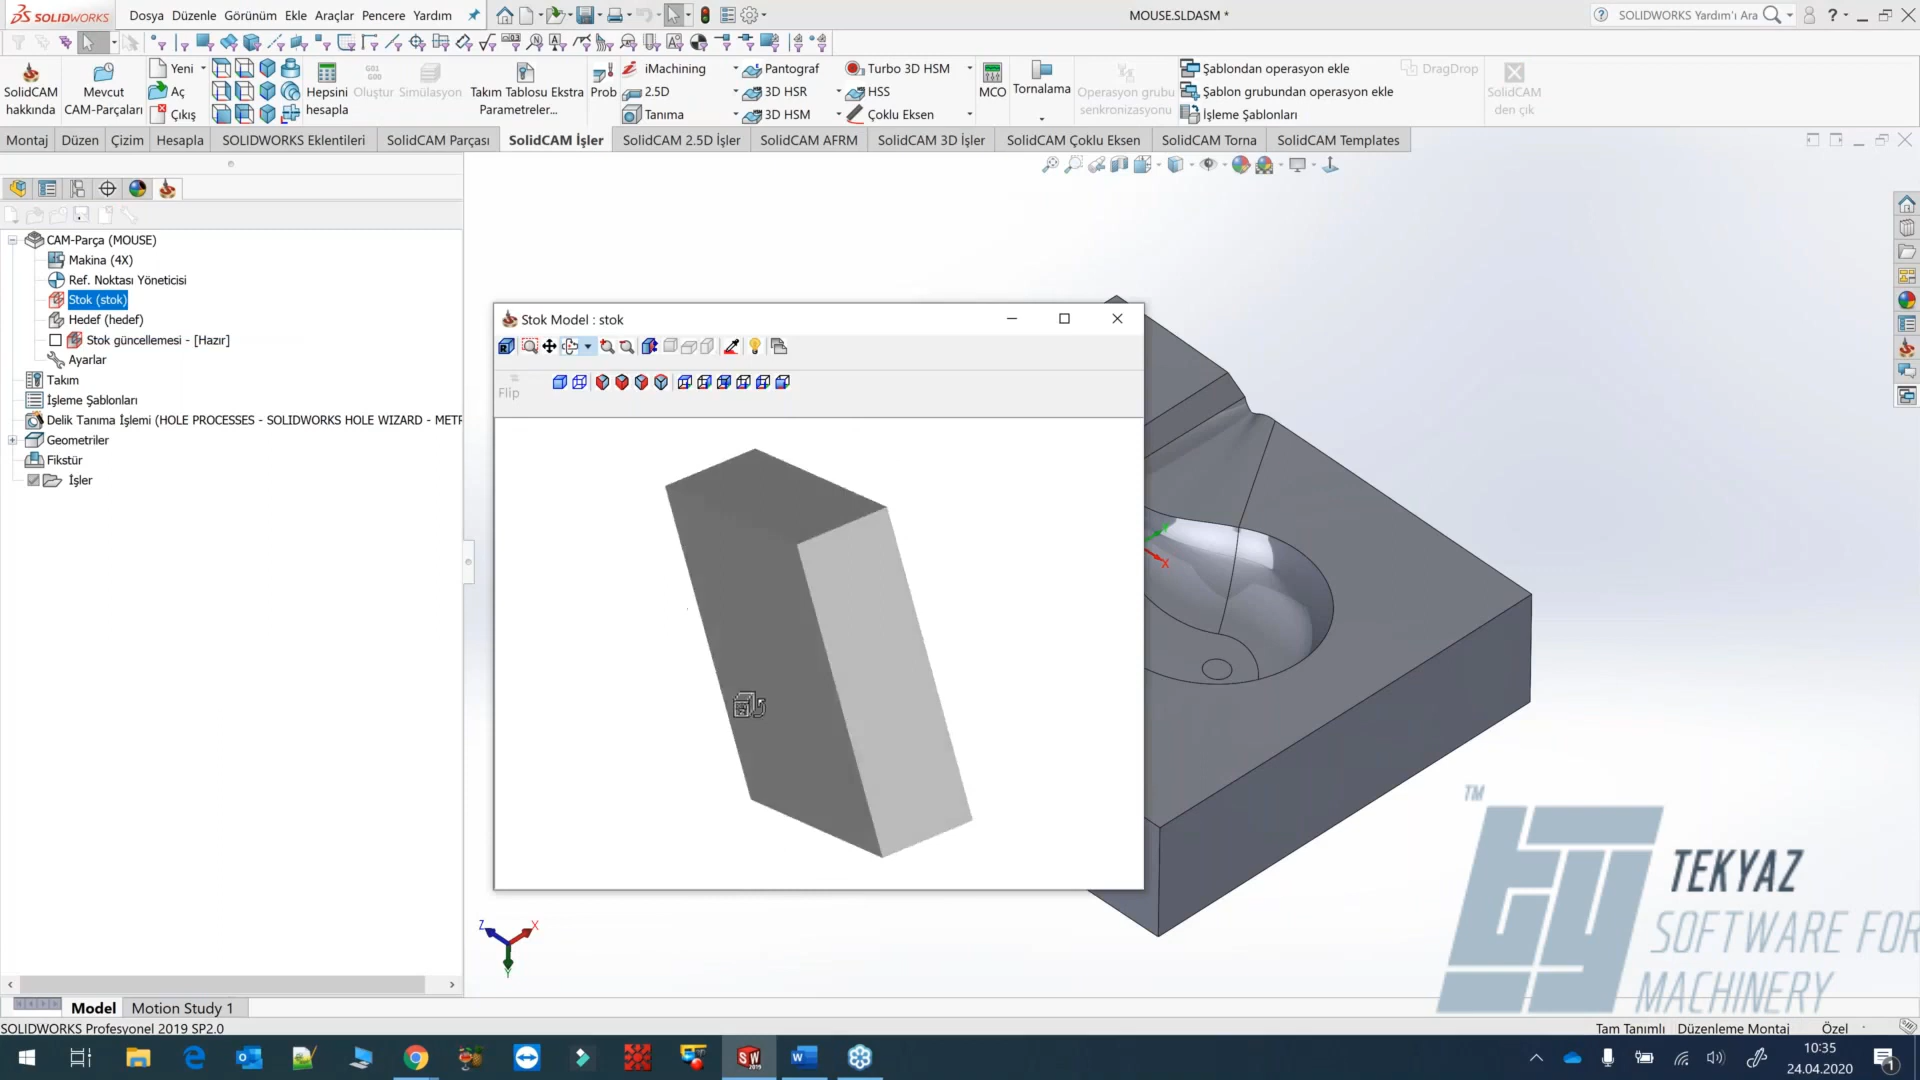 SOLIDWORKS Dosya Düzenle Görünüm Ekle Araçlar Pencere Yardım MOUSE.SLDASM * SOLIDWORKS Yardım'ı Ara ?
SolidCAM hakkında
Mevcut CAM-Parçaları
Yeni
Aç
Çıkış
Hepsini hesapla
G01
G00
Oluştur
Simülasyon
Takım Tablosu Ekstra Parametreler...
Prob
iMachining
2.5D
Tanıma
Pantograf
3D HSR
3D HSM
Turbo 3D HSM
HSS
Çoklu Eksen
MCO
Tornalama
Operasyon grubu senkronizasyonu
Şablondan operasyon ekle
Şablon grubundan operasyon ekle
İşleme Şablonları
DragDrop
SolidCAM den çık
Montaj Düzen Çizim Hesapla SOLIDWORKS Eklentileri SolidCAM Parçası SolidCAM İşler SolidCAM 2.5D İşler SolidCAM AFRM SolidCAM 3D İşler SolidCAM Çoklu Eksen SolidCAM Torna SolidCAM Templates
CAM-Parça (MOUSE)
Makina (4X)
Ref. Noktası Yöneticisi
Stok (stok)
Hedef (hedef)
Stok güncellemesi - [Hazır]
Ayarlar
Takım
İşleme Şablonları
Delik Tanıma İşlemi (HOLE PROCESSES - SOLIDWORKS HOLE WIZARD - METR
Geometriler
Fikstür
İşler
Stok Model : stok
Flip
X
Z X
Y
TM
TEKYAZ
SOFTWARE FOR
MACHINERY
Model Motion Study 1
SOLIDWORKS Profesyonel 2019 SP2.0 Tam Tanımlı Düzenleme Montaj Özel
10:35
24.04.2020
1